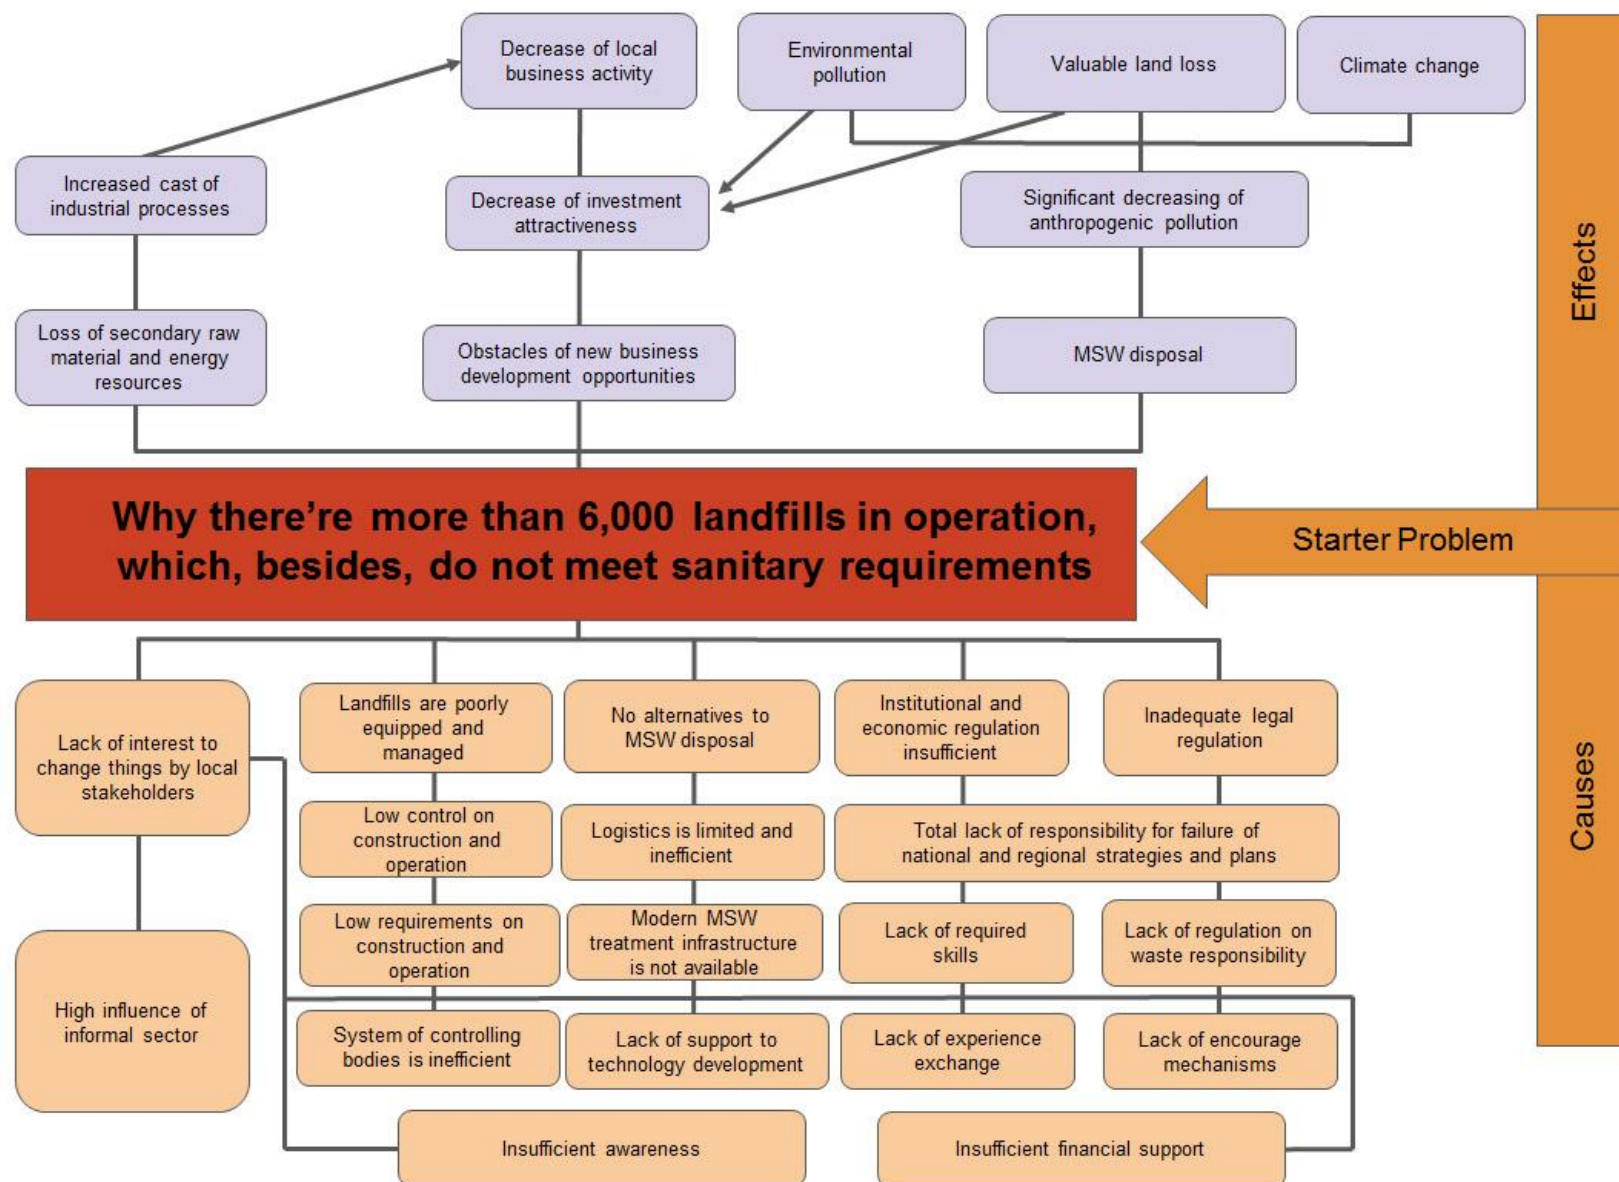 Decrease of local
business activity
Environmental
pollution
Valuable land loss
Climate change
Increased cast of
industrial processes
Decrease of investment
attractiveness
Significant decreasing of
anthropogenic pollution
Loss of secondary raw
material and energy
resources
Obstacles of new business
development opportunities
MSW disposal
Effects
Why there’re more than 6,000 landfills in operation,
which, besides, do not meet sanitary requirements
Starter Problem
Causes
Lack of interest to
change things by local
stakeholders
Landfills are poorly
equipped and
managed
No alternatives to
MSW disposal
Institutional and
economic regulation
insufficient
Inadequate legal
regulation
Low control on
construction and
operation
Logistics is limited and
inefficient
Total lack of responsibility for failure of
national and regional strategies and plans
Low requirements on
construction and
operation
Modern MSW
treatment infrastructure
is not available
Lack of required
skills
Lack of regulation on
waste responsibility
High influence of
informal sector
System of controlling
bodies is inefficient
Lack of support to
technology development
Lack of experience
exchange
Lack of encourage
mechanisms
Insufficient awareness
Insufficient financial support